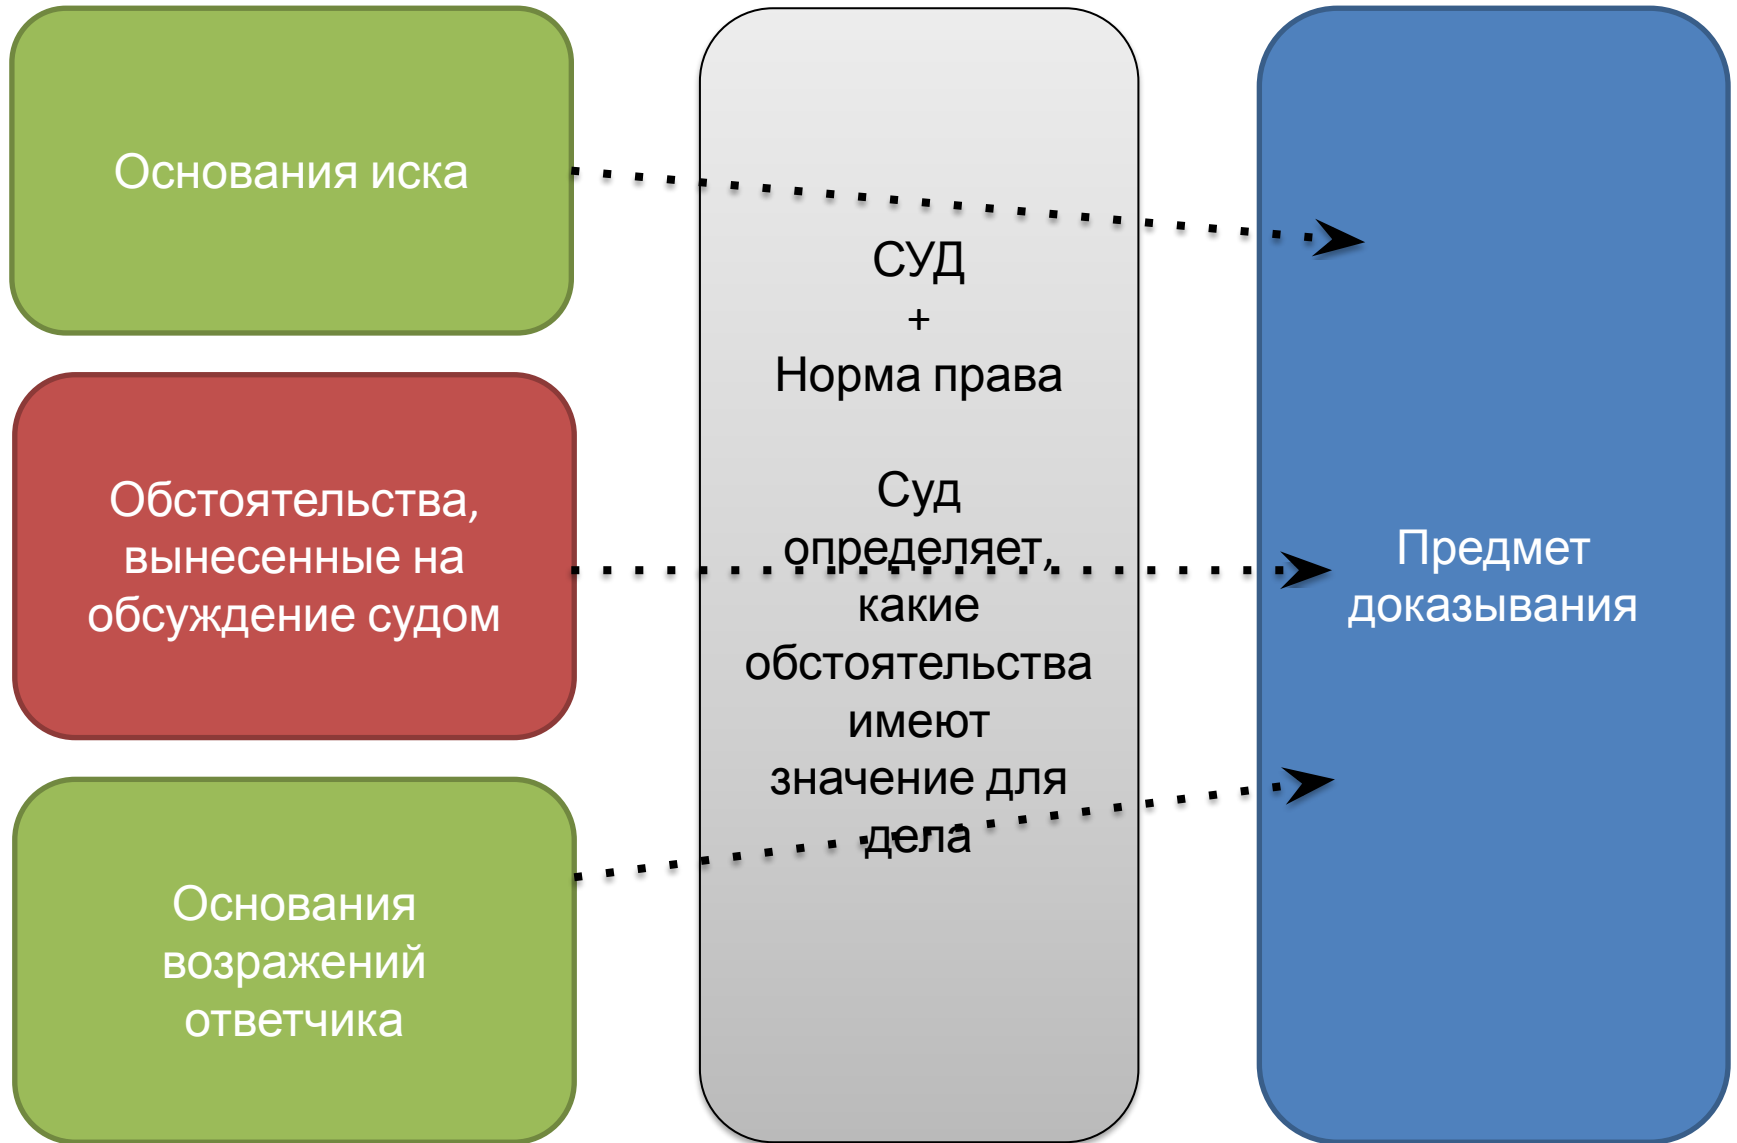 Основания иска
Обстоятельства,
вынесенные на
обсуждение судом
Основания
возражений
ответчика
СУД
+
Норма права
Суд
определяет,
какие
обстоятельства
имеют
значение для
дела
Предмет
доказывания